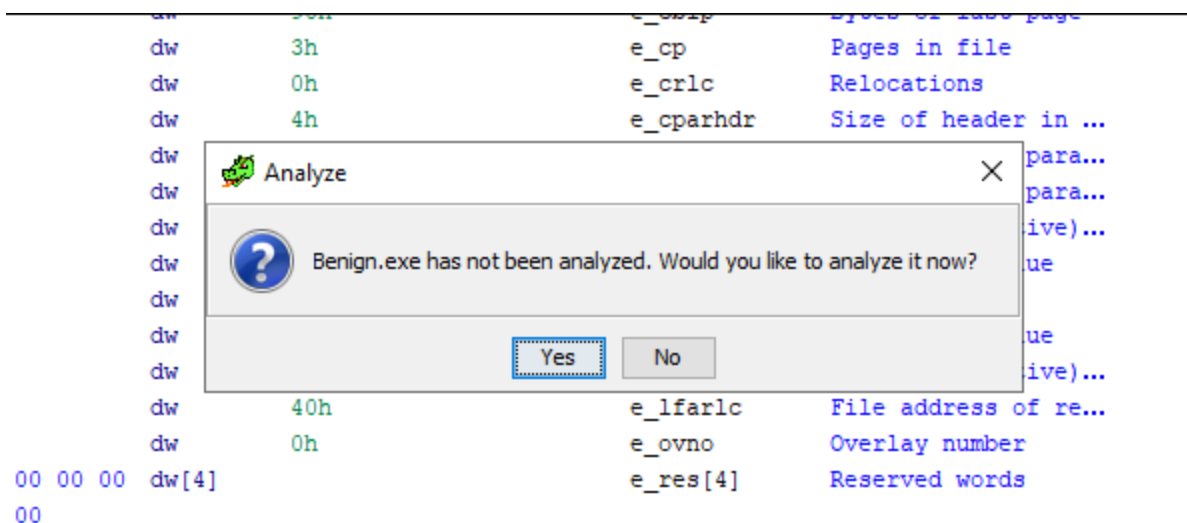 dw 3h e_cp Pages in file
dw 0h e_crlc Relocations
dw 4h e_cparhdr Size of header in ...
dw para...
Analyze
dw para...
dw ive)...
Benign.exe has not been analyzed. Would you like to analyze it now?
dw ue
dw
dw ue
Yes No
dw ive)...
dw 40h e_lfarlc File address of re...
dw 0h e_ovno Overlay number
00 00 00 dw[4] e_res[4] Reserved words
00